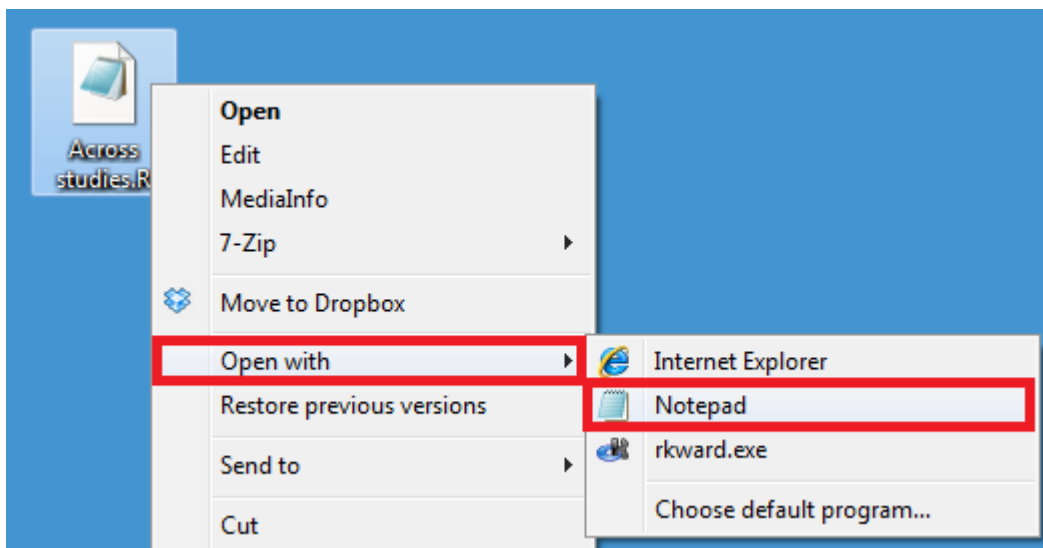 Across
studies.R
Open
Edit
MediaInfo
7-Zip
Move to Dropbox
Open with
Restore previous versions
Send to
Cut
Internet Explorer
Notepad
rkward.exe
Choose default program...